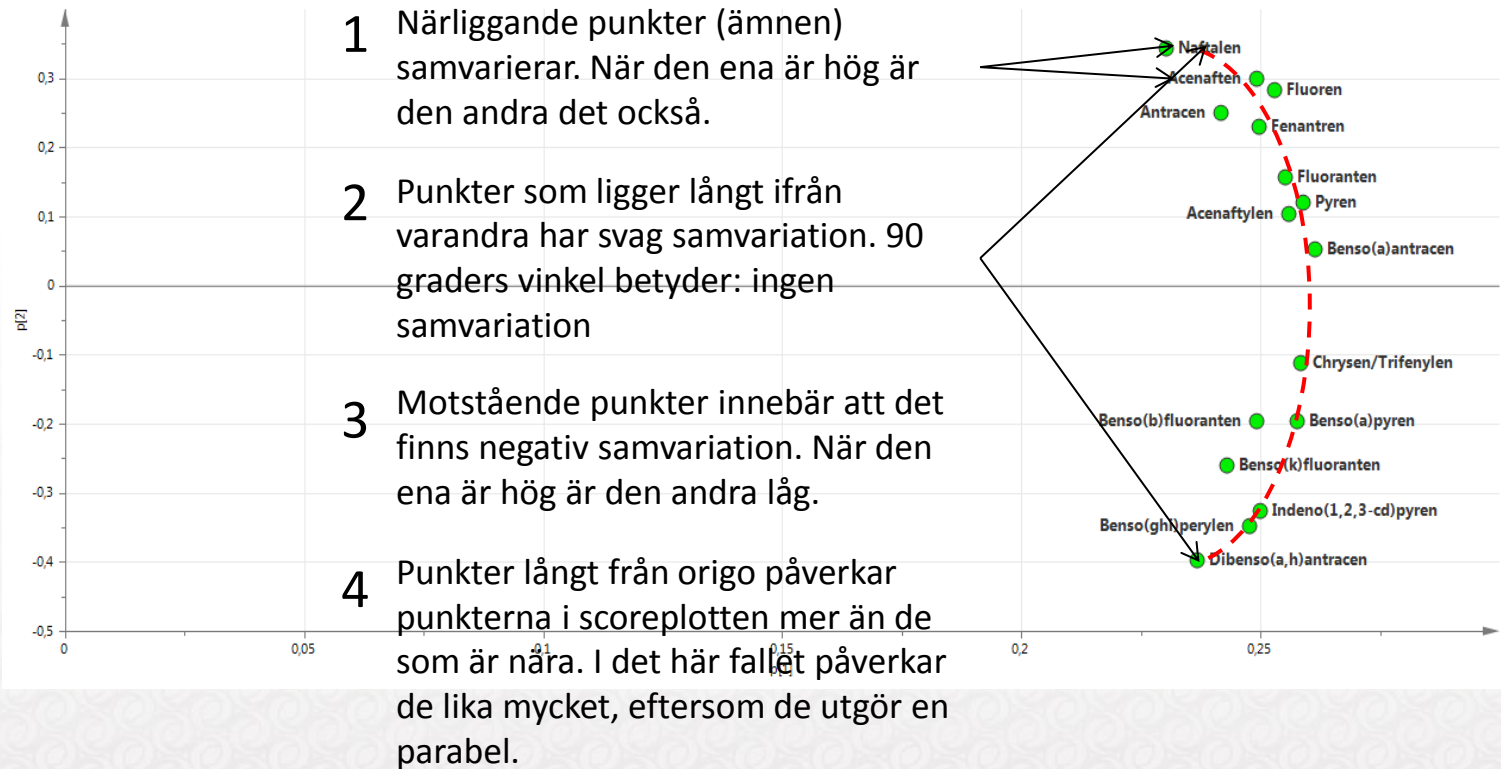 1 Närliggande punkter (ämnen)
samvarierar. När den ena är hög är
den andra det också.
2 Punkter som ligger långt ifrån
varandra har svag samvariation. 90
graders vinkel betyder: ingen
samvariation
3 Motstående punkter innebär att det
finns negativ samvariation. När den
ena är hög är den andra låg.
4 Punkter långt från origo påverkar
punkterna i scoreplotten mer än de
som är nära. I det här fallet påverkar
de lika mycket, eftersom de utgör en
parabel.
Naftalen
Acenaften
Fluoren
Antracen
Fenantren
Fluoranten
Pyren
Acenaftylen
Benso(a)antracen
Chrysen/Trifenylen
Benso(b)fluoranten
Benso(a)pyren
Benso(k)fluoranten
Indeno(1,2,3-cd)pyren
Benso(ghi)perylen
Dibenso(a,h)antracen
p[2]
0,3
0,2
0,1
0
-0,1
-0,2
-0,3
-0,4
-0,5
0
0,05
0,1
0,15
0,2
0,25
p[1]